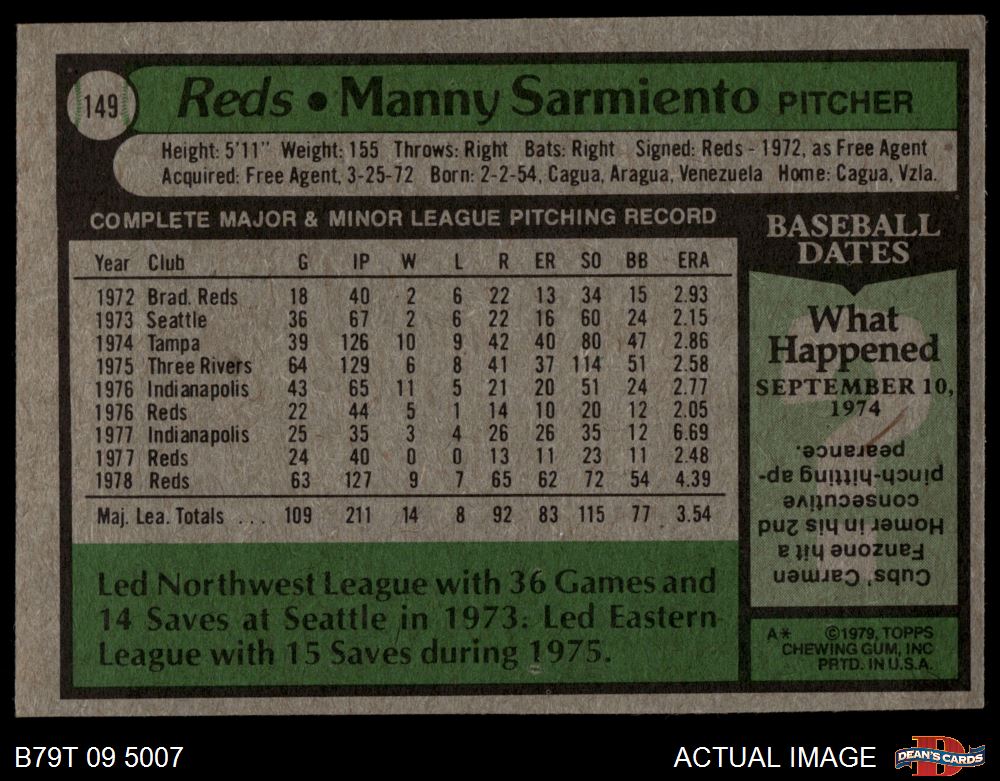 149
Reds • Manny Sarmiento PITCHER
Height: 5'11" Weight: 155 Throws: Right Bats: Right Signed: Reds - 1972, as Free Agent
Acquired: Free Agent, 3-25-72 Born: 2-2-54, Cagua, Aragua, Venezuela Home: Cagua, Vzla.
COMPLETE MAJOR & MINOR LEAGUE PITCHING RECORD
Year Club G IP W L R ER SO BB ERA
1972 Brad. Reds 18 40 2 6 22 13 34 15 2.93
1973 Seattle 36 67 2 6 22 16 60 24 2.15
1974 Tampa 39 126 10 9 42 40 80 47 2.86
1975 Three Rivers 64 129 6 8 41 37 114 51 2.58
1976 Indianapolis 43 65 11 5 21 20 51 24 2.77
1976 Reds 22 44 5 1 14 10 20 12 2.05
1977 Indianapolis 25 35 3 4 26 26 35 12 6.69
1977 Reds 24 40 0 0 13 11 23 11 2.48
1978 Reds 63 127 9 7 65 62 72 54 4.39
Maj. Lea. Totals ... 109 211 14 8 92 83 115 77 3.54
Led Northwest League with 36 Games and
14 Saves at Seattle in 1973. Led Eastern
League with 15 Saves during 1975.
BASEBALL
DATES
What
Happened
SEPTEMBER 10,
1974
Cubs' Carmen
Fanzone hit a
Homer in his 2nd
consecutive
pinch-hitting ap-
pearance.
A* ©1979, TOPPS
CHEWING GUM, INC
PRTD. IN U.S.A.
B79T 09 5007
ACTUAL IMAGE
D
DEAN'S CARDS